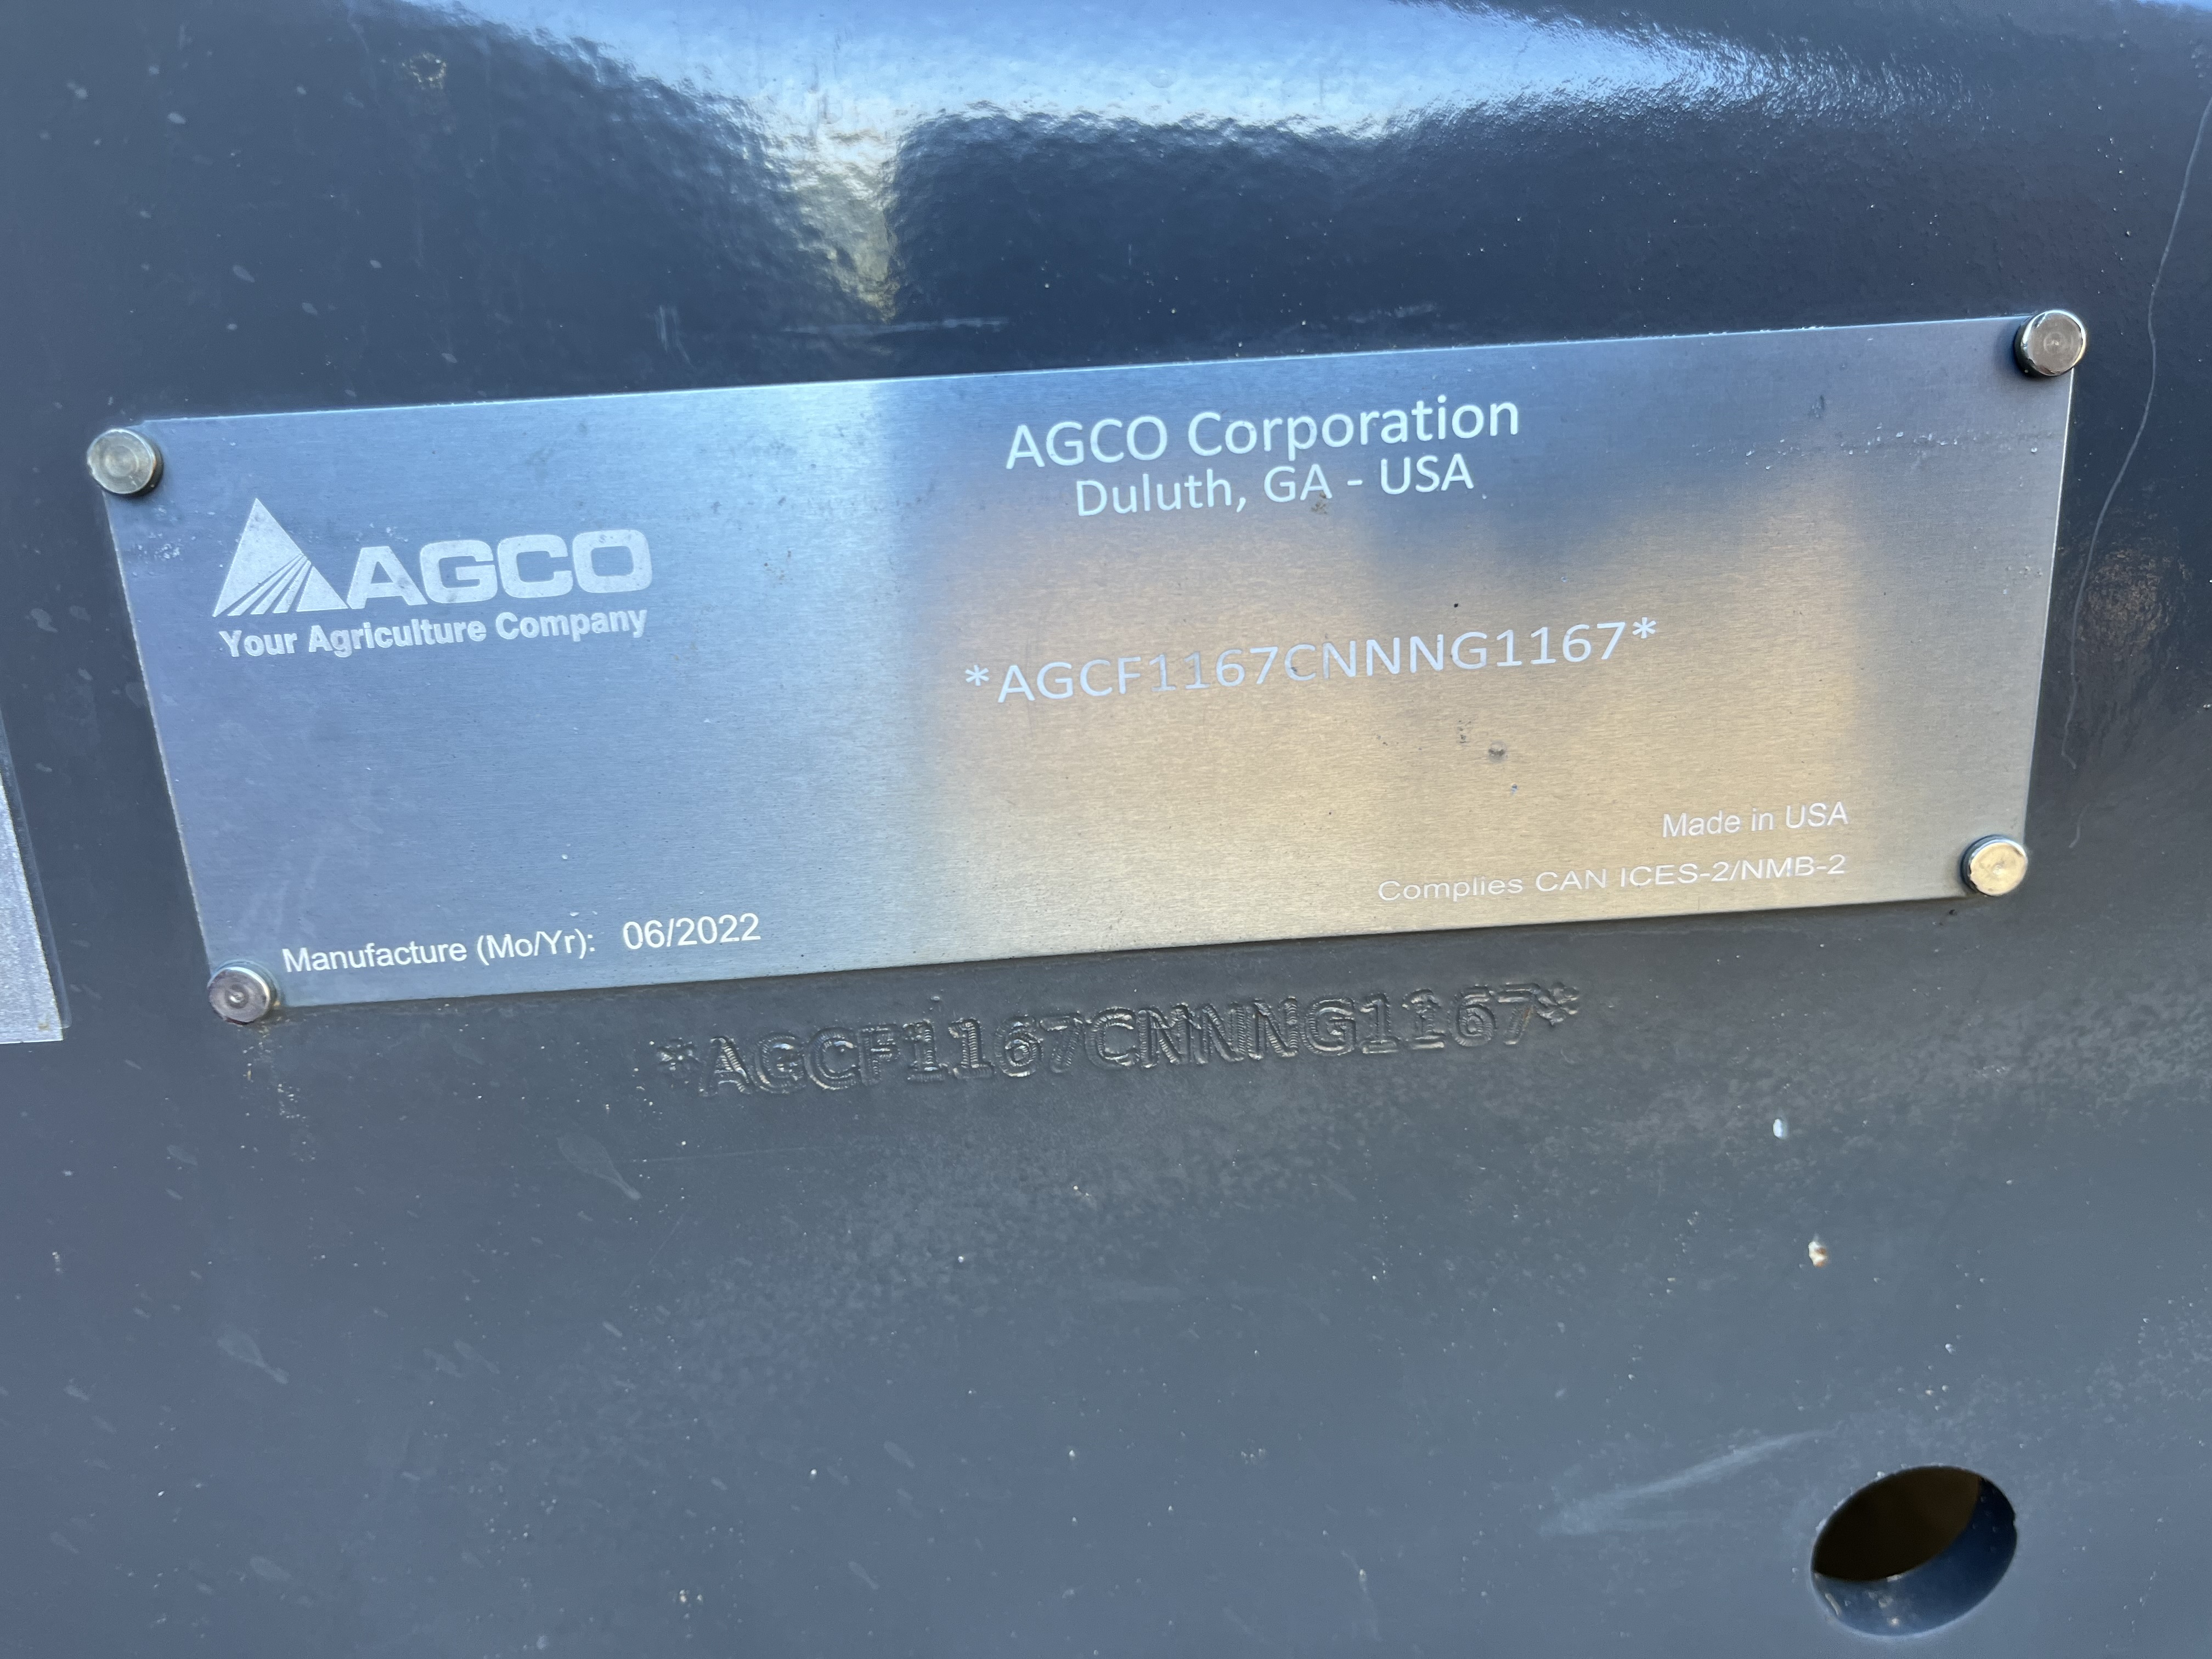 AGCO Corporation
Duluth, GA - USA
AGCO
Your Agriculture Company
*AGCF1167CNNNG1167*
Made in USA
Complies CAN ICES-2/NMB-2
Manufacture (Mo/Yr): 06/2022
*AGCF1167CNNNG1167*